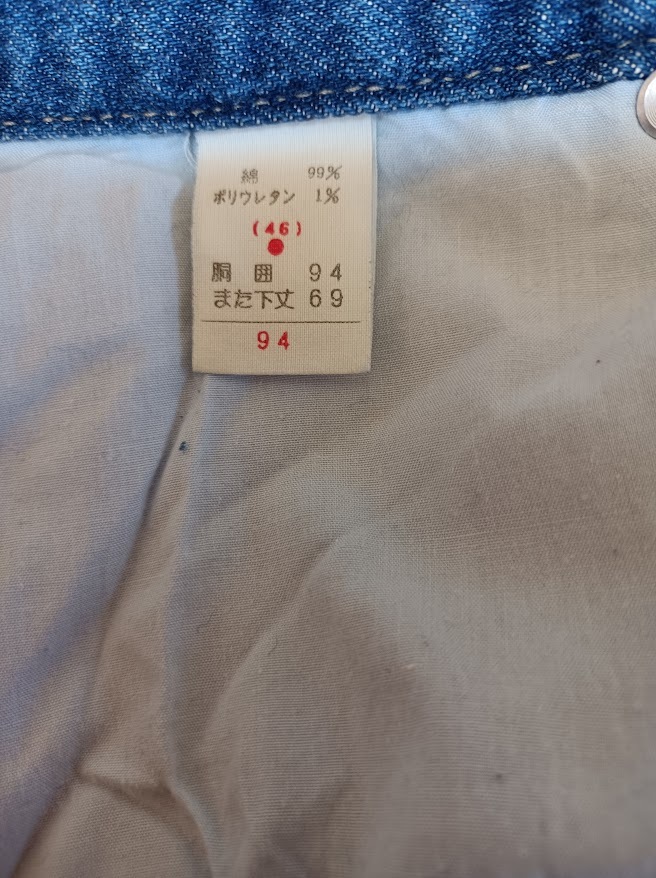 綿 99%
ポリウレタン 1%
(46)
胴囲 94
また下丈 69
94